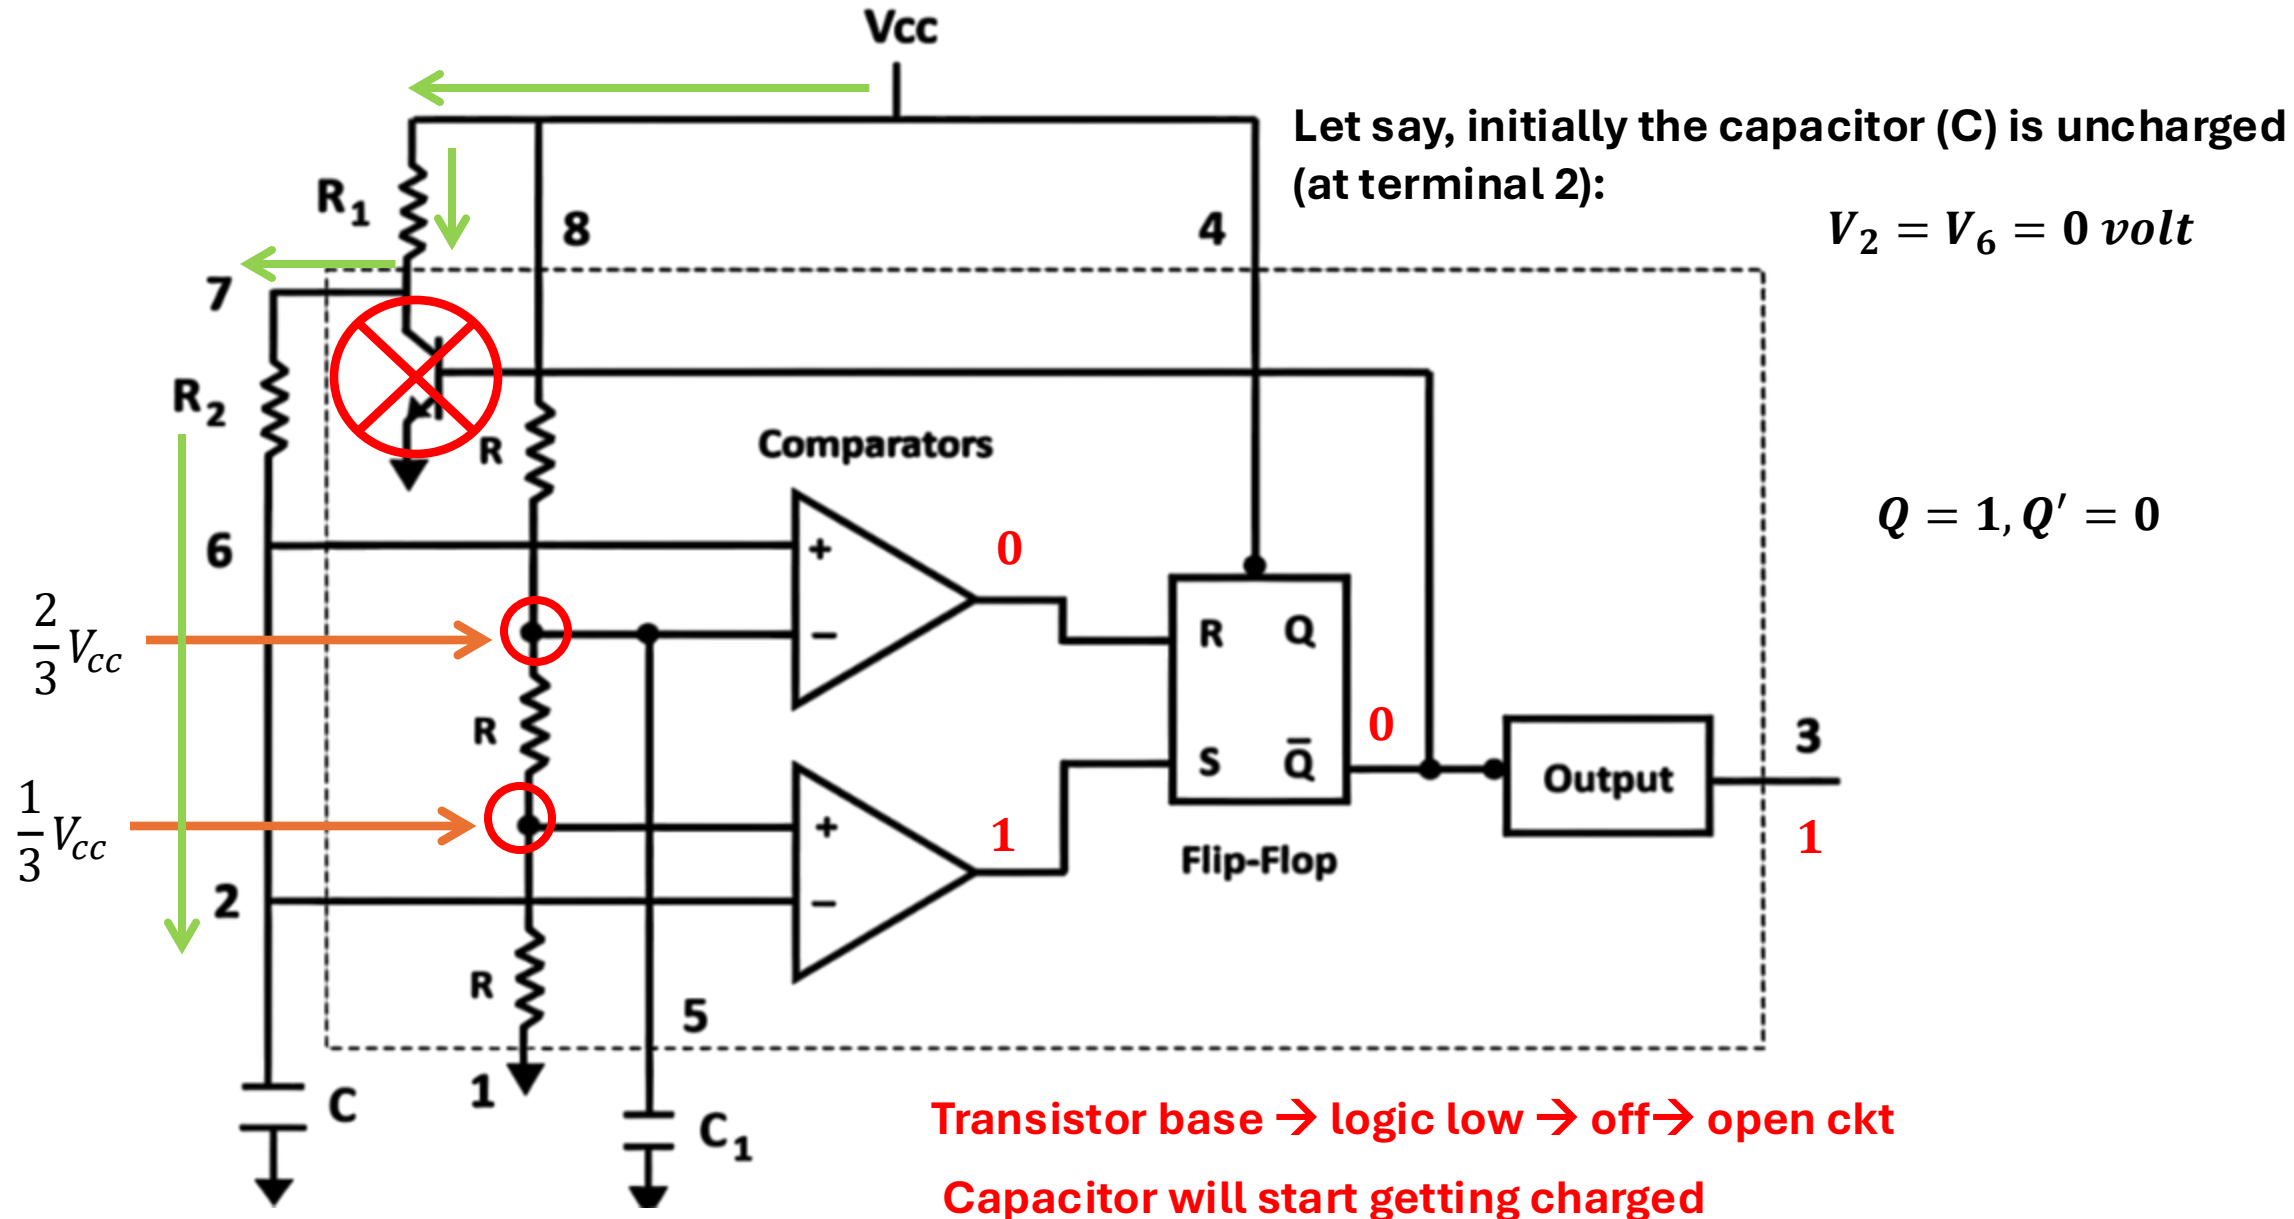 Vcc
Let say, initially the capacitor (C) is uncharged
(at terminal 2):
V₂ = V₆ = 0 volt
R₁
8
4
7
R₂
R
Comparators
Q = 1, Q′ = 0
6
+
0
−
2/3 Vcc
R Q
R
0
3
S Q̄
Output
1/3 Vcc
+
1
1
Flip-Flop
2
−
R
5
1
C
C₁
Transistor base → logic low → off→ open ckt
Capacitor will start getting charged